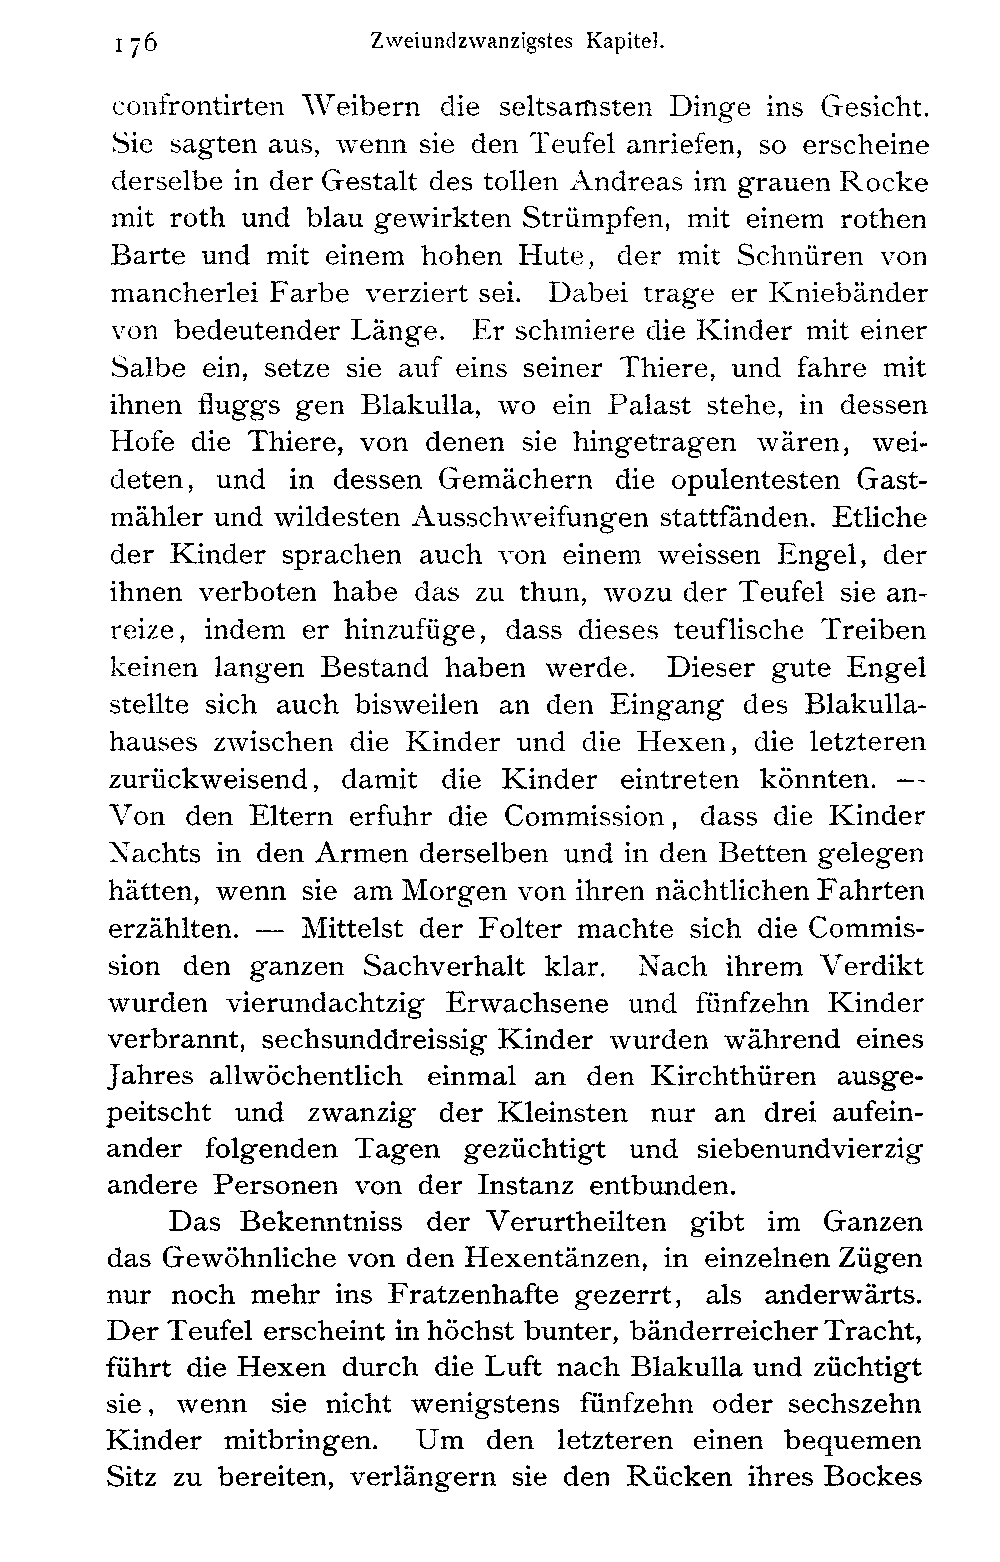 176 Zweiundzwanzigstes Kapitel.
confrontirten Weibern die seltsamsten Dinge ins Gesicht.
Sie sagten aus, wenn sie den Teufel anriefen, so erscheine
derselbe in der Gestalt des tollen Andreas im grauen Rocke
mit roth und blau gewirkten Strümpfen, mit einem rothen
Barte und mit einem hohen Hute, der mit Schnüren von
mancherlei Farbe verziert sei. Dabei trage er Kniebänder
von bedeutender Länge. Er schmiere die Kinder mit einer
Salbe ein, setze sie auf eins seiner Thiere, und fahre mit
ihnen fluggs gen Blakulla, wo ein Palast stehe, in dessen
Hofe die Thiere, von denen sie hingetragen wären, wei-
deten, und in dessen Gemächern die opulentesten Gast-
mähler und wildesten Ausschweifungen stattfänden. Etliche
der Kinder sprachen auch von einem weissen Engel, der
ihnen verboten habe das zu thun, wozu der Teufel sie an-
reize, indem er hinzufüge, dass dieses teuflische Treiben
keinen langen Bestand haben werde. Dieser gute Engel
stellte sich auch bisweilen an den Eingang des Blakulla-
hauses zwischen die Kinder und die Hexen, die letzteren
zurückweisend, damit die Kinder eintreten könnten. —
Von den Eltern erfuhr die Commission, dass die Kinder
Nachts in den Armen derselben und in den Betten gelegen
hätten, wenn sie am Morgen von ihren nächtlichen Fahrten
erzählten. — Mittelst der Folter machte sich die Commis-
sion den ganzen Sachverhalt klar. Nach ihrem Verdikt
wurden vierundachtzig Erwachsene und fünfzehn Kinder
verbrannt, sechsunddreissig Kinder wurden während eines
Jahres allwöchentlich einmal an den Kirchthüren ausge-
peitscht und zwanzig der Kleinsten nur an drei aufein-
ander folgenden Tagen gezüchtigt und siebenundvierzig
andere Personen von der Instanz entbunden.
Das Bekenntniss der Verurtheilten gibt im Ganzen
das Gewöhnliche von den Hexentänzen, in einzelnen Zügen
nur noch mehr ins Fratzenhafte gezerrt, als anderwärts.
Der Teufel erscheint in höchst bunter, bänderreicher Tracht,
führt die Hexen durch die Luft nach Blakulla und züchtigt
sie, wenn sie nicht wenigstens fünfzehn oder sechszehn
Kinder mitbringen. Um den letzteren einen bequemen
Sitz zu bereiten, verlängern sie den Rücken ihres Bockes